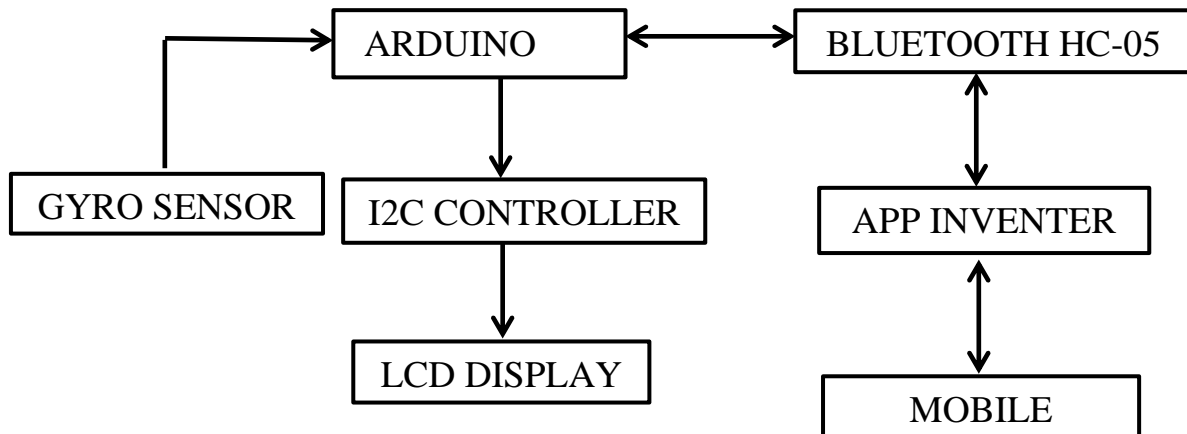 ARDUINO
BLUETOOTH HC-05
GYRO SENSOR
I2C CONTROLLER
APP INVENTER
LCD DISPLAY
MOBILE